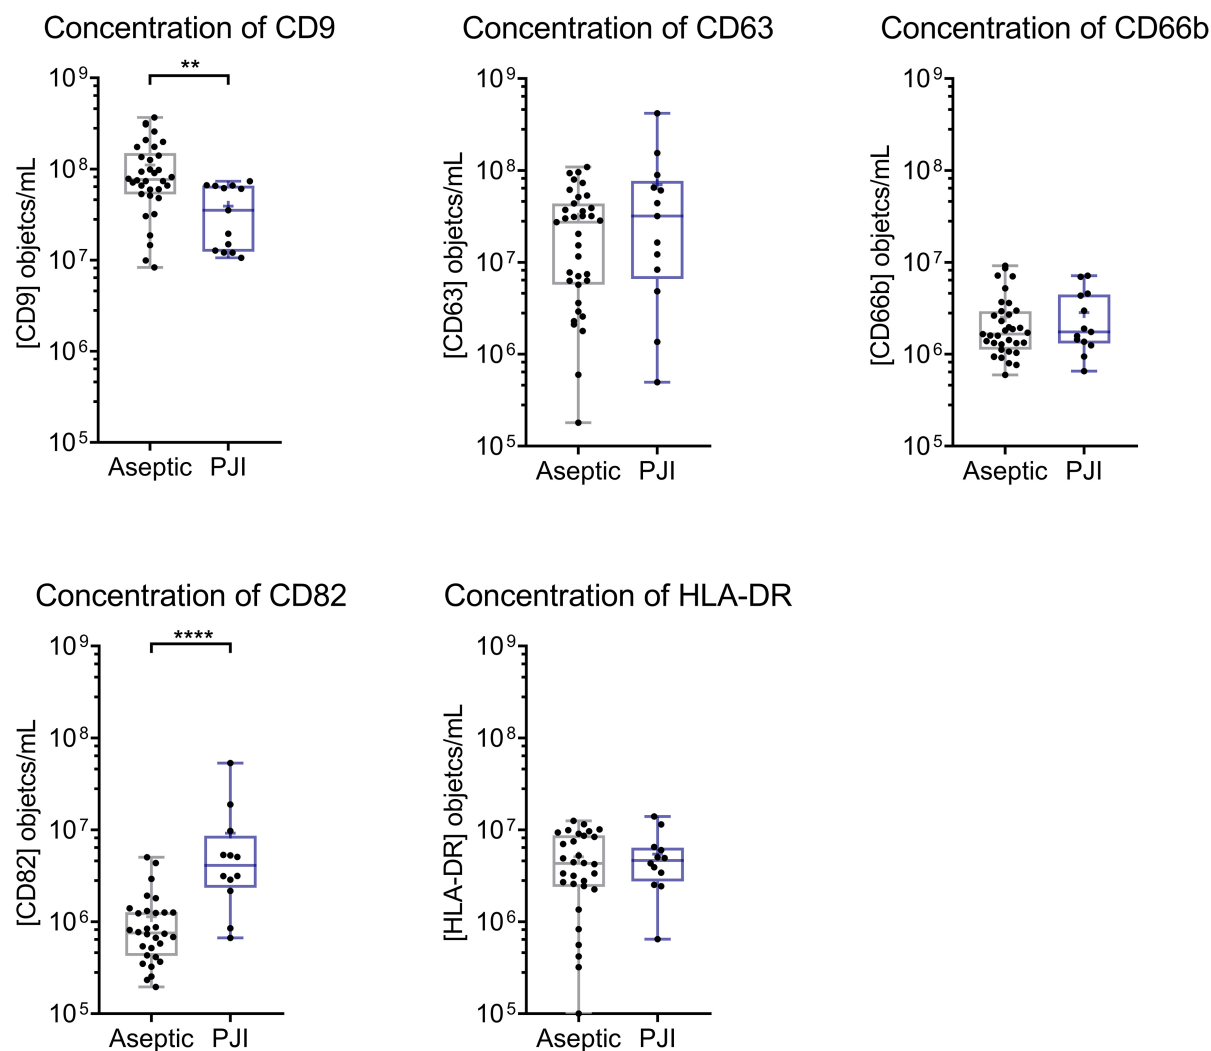 Concentration of CD9
**
10⁹
10⁸
10⁷
10⁶
10⁵
[CD9] objetcs/mL
Aseptic PJI
Concentration of CD63
10⁹
10⁸
10⁷
10⁶
10⁵
[CD63] objetcs/mL
Aseptic PJI
Concentration of CD66b
10⁹
10⁸
10⁷
10⁶
10⁵
[CD66b] objetcs/mL
Aseptic PJI
Concentration of CD82
****
10⁹
10⁸
10⁷
10⁶
10⁵
[CD82] objetcs/mL
Aseptic PJI
Concentration of HLA-DR
10⁹
10⁸
10⁷
10⁶
10⁵
[HLA-DR] objetcs/mL
Aseptic PJI